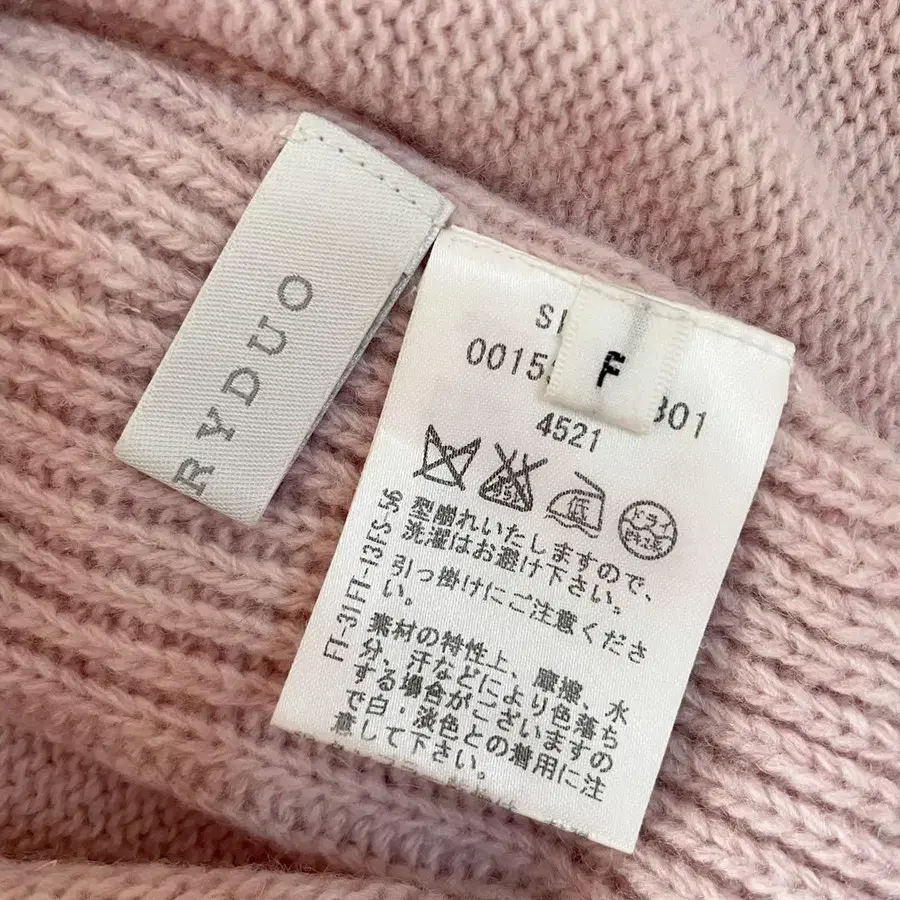 RYDUO
F
4521
低
ドライ
型崩れいたしますので、
洗濯はお避け下さい。
引っ掛けにご注意くださ
い。
素材の特性上、摩擦、水
分、汗などにより色落ち
する場合がございますの
で白・淡色との着用に注
意して下さい。